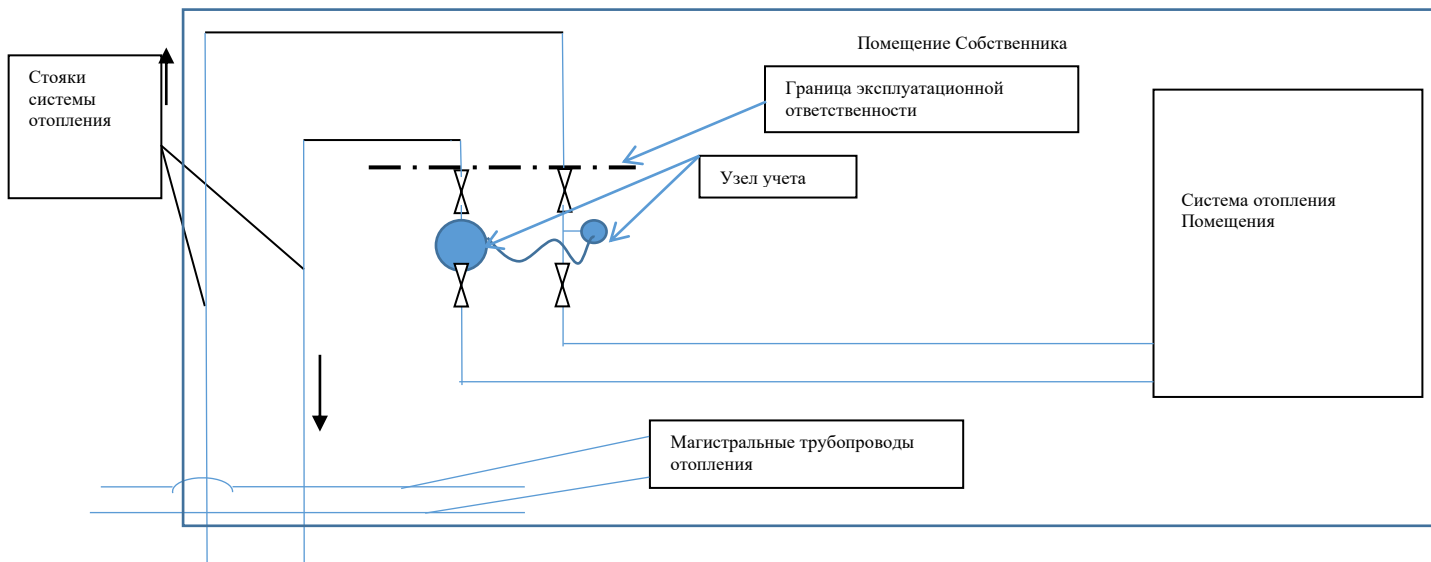 Помещение Собственника
Стояки
системы
отопления
Граница эксплуатационной
ответственности
Узел учета
Система отопления
Помещения
Магистральные трубопроводы
отопления